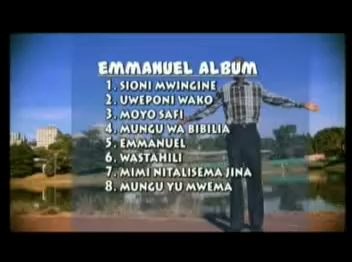 EMMANUEL ALBUM
1. SIONI MWINGINE
2. UWEPONI WAKO
3. MOYO SAFI
4. MUNGU WA BIBILIA
5. EMMANUEL
6. WASTAHILI
7. MIMI NITALISEMA JINA
8. MUNGU YU MWEMA